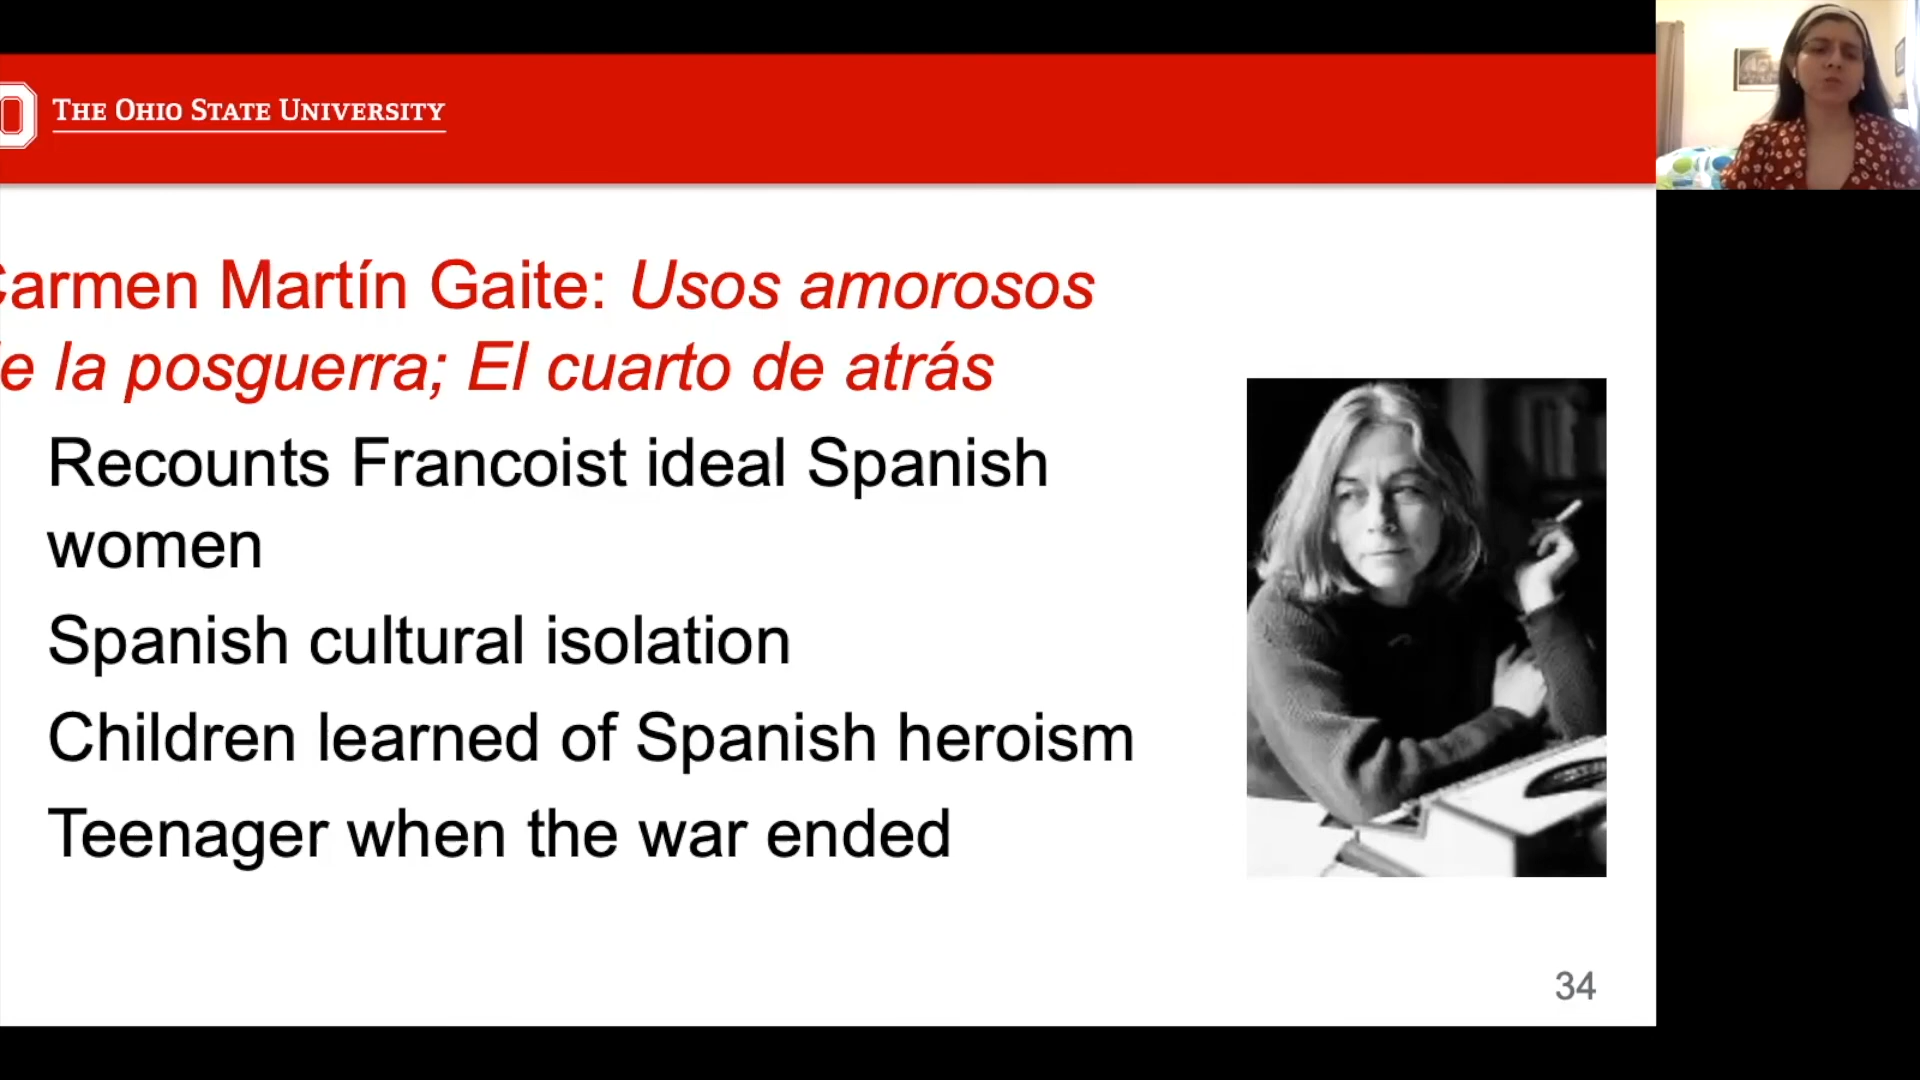 THE OHIO STATE UNIVERSITY
Carmen Martín Gaite: Usos amorosos
de la posguerra; El cuarto de atrás
Recounts Francoist ideal Spanish
women
Spanish cultural isolation
Children learned of Spanish heroism
Teenager when the war ended
34